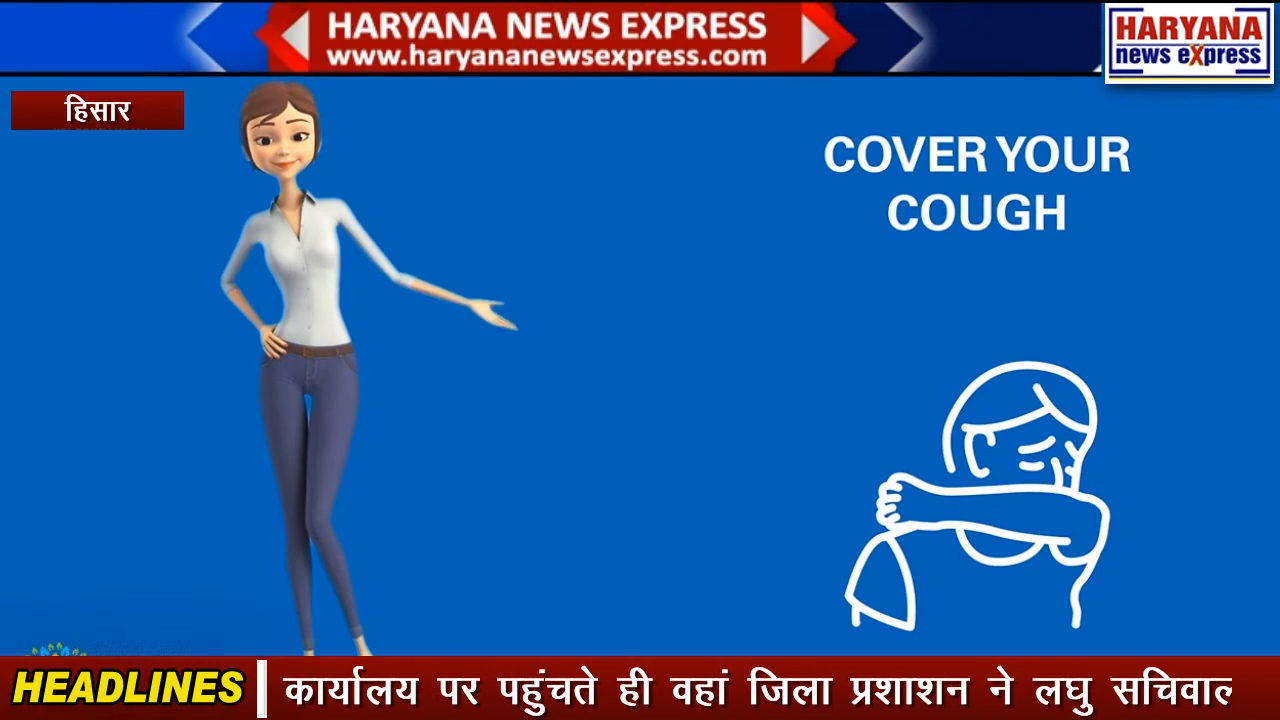 HARYANA NEWS EXPRESS
www.haryananewsexpress.com
HARYANA
news eXpress
हिसार
COVER YOUR
COUGH
HEADLINES
कार्यालय पर पहुंचते ही वहां जिला प्रशाशन ने लघु सचिवाल